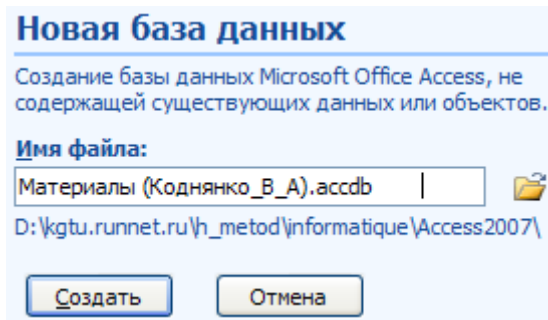 Новая база данных
Создание базы данных Microsoft Office Access, не
содержащей существующих данных или объектов.
Имя файла:
Материалы (Коднянко_В_А).accdb
D:\kgtu.runnet.ru\h_metod\informatique\Access2007\
Создать Отмена